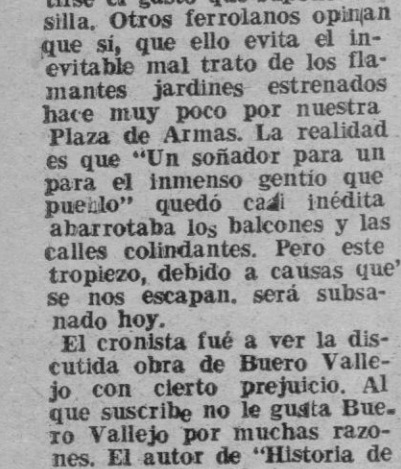 silla. Otros ferrolanos opinan
que sí, que ello evita el in-
evitable mal trato de los fla-
mantes jardines estrenados
hace muy poco por nuestra
Plaza de Armas. La realidad
es que "Un soñador para un
para el inmenso gentío que
pueblo" quedó casi inédita
abarrotaba los balcones y las
calles colindantes. Pero este
tropiezo, debido a causas que
se nos escapan. será subsa-
nado hoy.
El cronista fué a ver la dis-
cutida obra de Buero Valle-
jo con cierto prejuicio. Al
que suscribe no le gusta Bue-
ro Vallejo por muchas razo-
nes. El autor de "Historia de